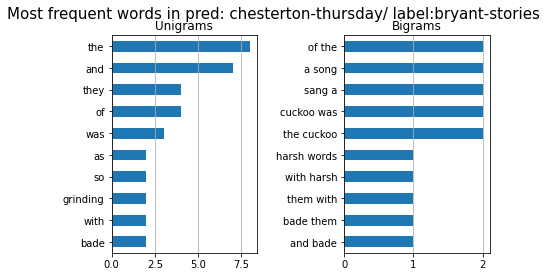 Most frequent words in pred: chesterton-thursday/ label:bryant-stories
Unigrams
the
and
they
of
was
as
so
grinding
with
bade
0.0 2.5 5.0 7.5
Bigrams
of the
a song
sang a
cuckoo was
the cuckoo
harsh words
with harsh
them with
bade them
and bade
0 1 2